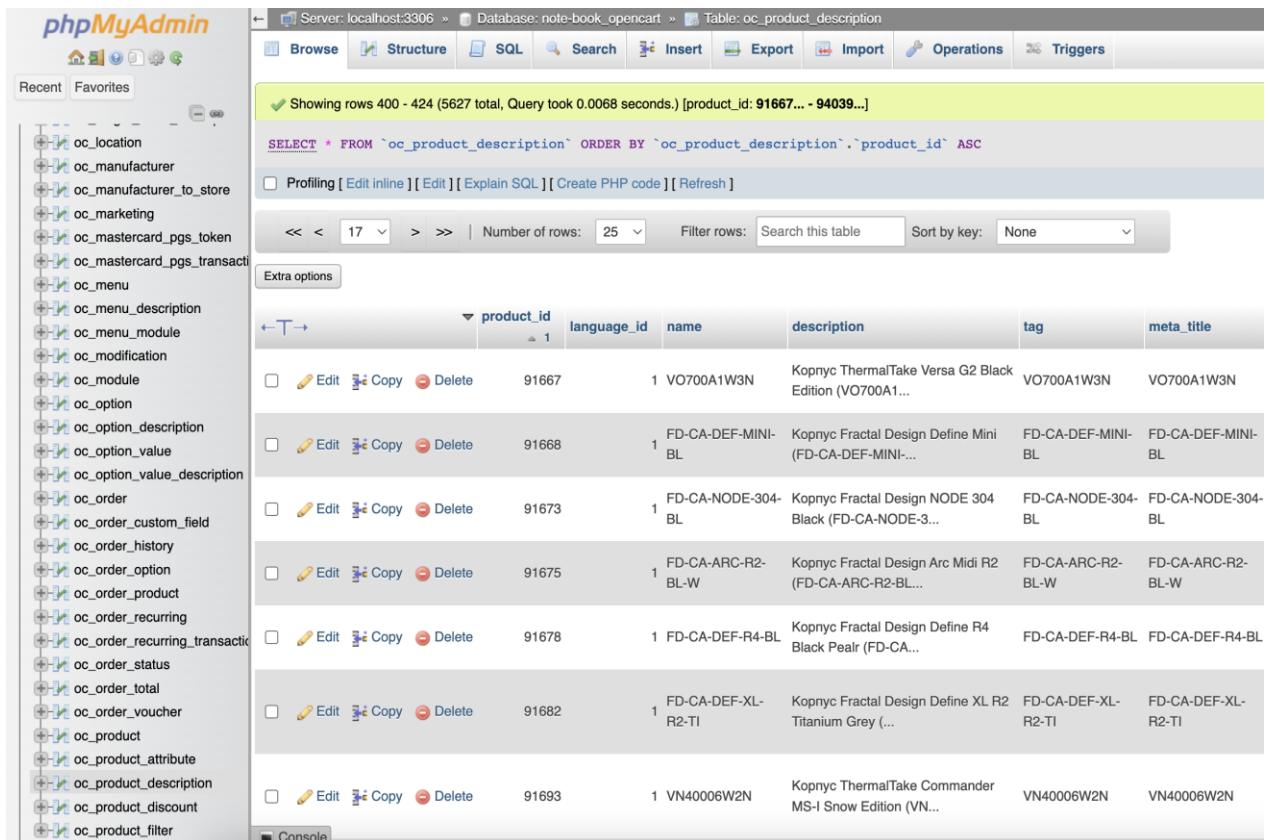 phpMyAdmin
Recent Favorites
oc_location
oc_manufacturer
oc_manufacturer_to_store
oc_marketing
oc_mastercard_pgs_token
oc_mastercard_pgs_transacti
oc_menu
oc_menu_description
oc_menu_module
oc_modification
oc_module
oc_option
oc_option_description
oc_option_value
oc_option_value_description
oc_order
oc_order_custom_field
oc_order_history
oc_order_option
oc_order_product
oc_order_recurring
oc_order_recurring_transactic
oc_order_status
oc_order_total
oc_order_voucher
oc_product
oc_product_attribute
oc_product_description
oc_product_discount
oc_product_filter
Server: localhost:3306 » Database: note-book_opencart » Table: oc_product_description
Browse Structure SQL Search Insert Export Import Operations Triggers
Showing rows 400 - 424 (5627 total, Query took 0.0068 seconds.) [product_id: 91667... - 94039...]
SELECT * FROM `oc_product_description` ORDER BY `oc_product_description`.`product_id` ASC
Profiling [ Edit inline ] [ Edit ] [ Explain SQL ] [ Create PHP code ] [ Refresh ]
<< < 17 > >> | Number of rows: 25 Filter rows: Search this table Sort by key: None
Extra options
←T→ product_id 1 language_id name description tag meta_title
Edit Copy Delete 91667 1 VO700A1W3N Корпус ThermalTake Versa G2 Black VO700A1W3N VO700A1W3N
Edition (VO700A1...
Edit Copy Delete 91668 1 FD-CA-DEF-MINI- Корпус Fractal Design Define Mini FD-CA-DEF-MINI- FD-CA-DEF-MINI-
BL (FD-CA-DEF-MINI-... BL BL
Edit Copy Delete 91673 1 FD-CA-NODE-304- Корпус Fractal Design NODE 304 FD-CA-NODE-304- FD-CA-NODE-304-
BL Black (FD-CA-NODE-3... BL BL
Edit Copy Delete 91675 1 FD-CA-ARC-R2- Корпус Fractal Design Arc Midi R2 FD-CA-ARC-R2- FD-CA-ARC-R2-
BL-W (FD-CA-ARC-R2-BL... BL-W BL-W
Edit Copy Delete 91678 1 FD-CA-DEF-R4-BL Корпус Fractal Design Define R4 FD-CA-DEF-R4-BL FD-CA-DEF-R4-BL
Black Pealr (FD-CA...
Edit Copy Delete 91682 1 FD-CA-DEF-XL- Корпус Fractal Design Define XL R2 FD-CA-DEF-XL- FD-CA-DEF-XL-
R2-TI Titanium Grey (... R2-TI R2-TI
Edit Copy Delete 91693 1 VN40006W2N Корпус ThermalTake Commander VN40006W2N VN40006W2N
MS-I Snow Edition (VN...
Console